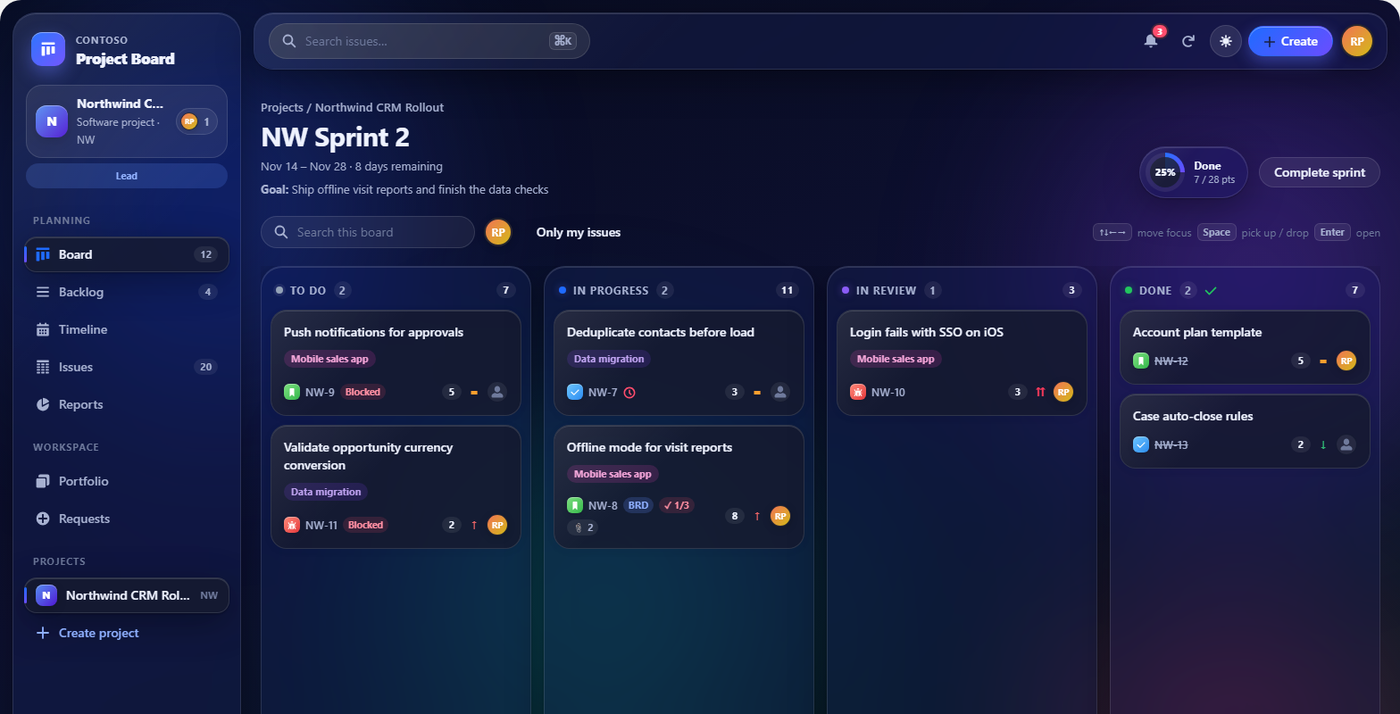 CONTOSO
Project Board
Northwind C...
Software project ·
NW
RP 1
Lead
PLANNING
Board 12
Backlog 4
Timeline
Issues 20
Reports
WORKSPACE
Portfolio
Requests
PROJECTS
N Northwind CRM Rol... NW
Create project
Search issues... ⌘K
3
+ Create
RP
Projects / Northwind CRM Rollout
NW Sprint 2
Nov 14 – Nov 28 · 8 days remaining
Goal: Ship offline visit reports and finish the data checks
25%
Done
7 / 28 pts
Complete sprint
Search this board
RP
Only my issues
↑↓←→ move focus Space pick up / drop Enter open
TO DO 2 7
Push notifications for approvals
Mobile sales app
NW-9 Blocked 5
Validate opportunity currency
conversion
Data migration
NW-11 Blocked 2 ↑ RP
IN PROGRESS 2 11
Deduplicate contacts before load
Data migration
NW-7 3
Offline mode for visit reports
Mobile sales app
NW-8 BRD ✓ 1/3 8 ↑ RP
2
IN REVIEW 1 3
Login fails with SSO on iOS
Mobile sales app
NW-10 3 ↑↑ RP
DONE 2 ✓ 7
Account plan template
NW-12 5 RP
Case auto-close rules
NW-13 2 ↓